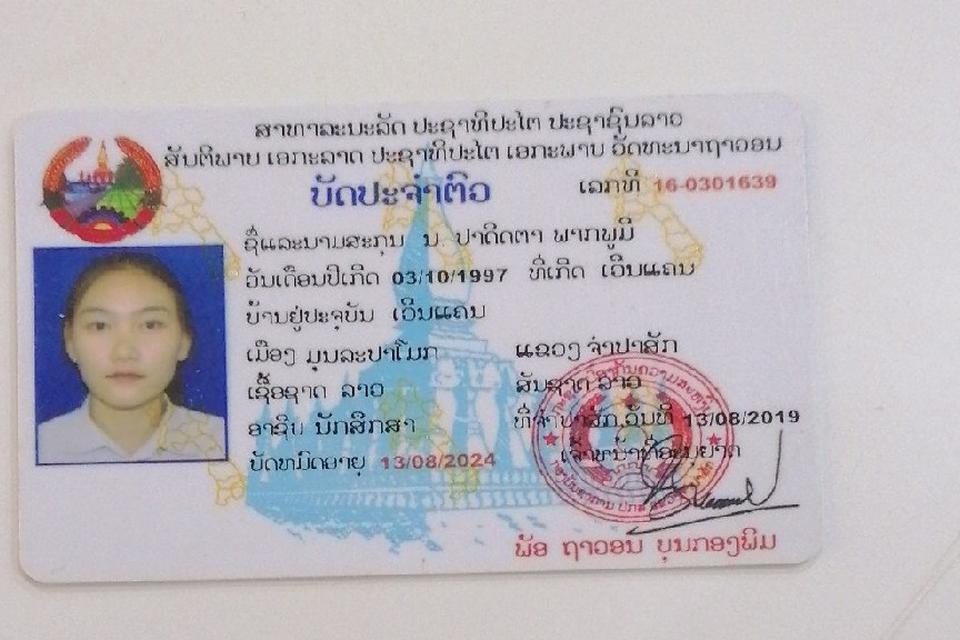 ສາທາລະນະລັດ ປະຊາທິປະໄຕ ປະຊາຊົນລາວ
ສັນຕິພາບ ເອກະລາດ ປະຊາທິປະໄຕ ເອກະພາບ ວັດທະນາຖາວອນ
ບັດປະຈຳຕົວ ເລກທີ 16-0301639
ຊື່ແລະນາມສະກຸນ ນ. ປາດິດຕາ ພາກພູມີ
ວັນເດືອນປີເກີດ 03/10/1997 ທີ່ເກີດ ເວີນແຄນ
ບ້ານຢູ່ປະຈຸບັນ ເວີນແຄນ
ເມືອງ ມຸນລະປາໂມກ ແຂວງ ຈຳປາສັກ
ເຊື້ອຊາດ ລາວ ສັນຊາດ ລາວ
ອາຊີບ ນັກສຶກສາ ທີ່ຈຳປາສັກ,ວັນທີ 13/08/2019
ບັດໝົດອາຍຸ 13/08/2024 ເຈົ້າໜ້າທີ່ອະນຸຍາດ
ພັອ ຖາວອນ ບຸນກອງພິມ